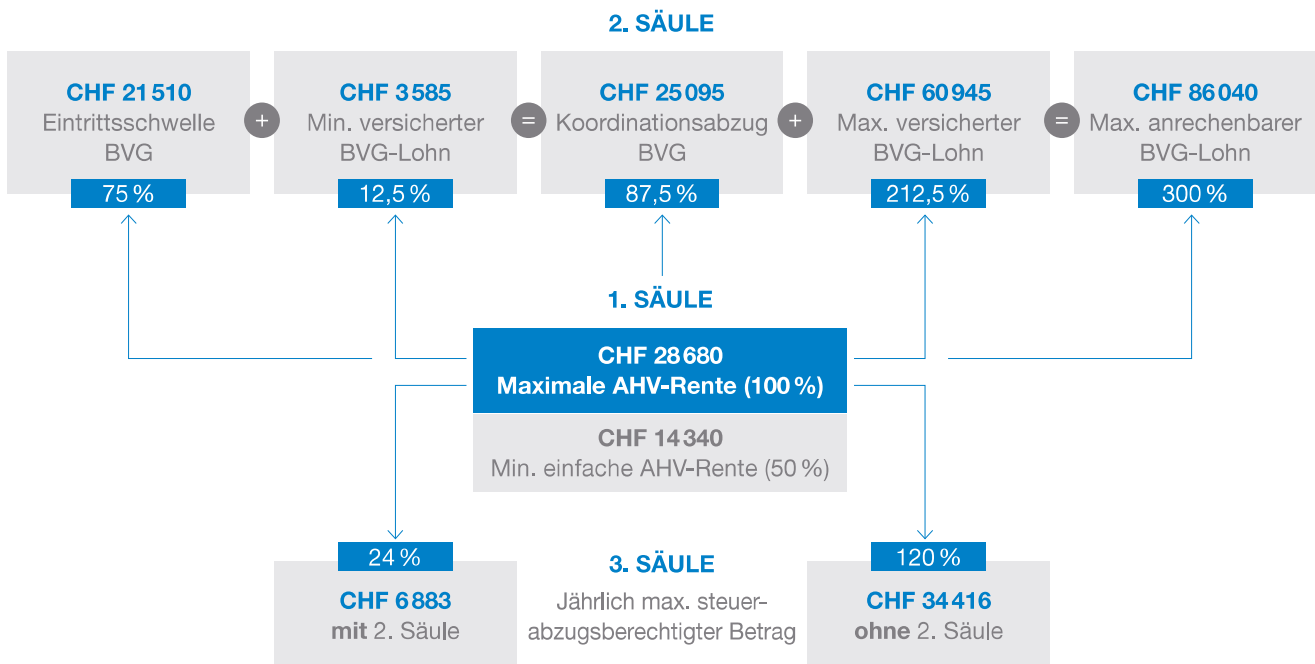 2. SÄULE
CHF 21 510
Eintrittsschwelle
BVG
75 %
+
CHF 3 585
Min. versicherter
BVG-Lohn
12,5 %
=
CHF 25 095
Koordinationsabzug
BVG
87,5 %
+
CHF 60 945
Max. versicherter
BVG-Lohn
212,5 %
=
CHF 86 040
Max. anrechenbarer
BVG-Lohn
300 %
1. SÄULE
CHF 28 680
Maximale AHV-Rente (100 %)
CHF 14 340
Min. einfache AHV-Rente (50 %)
24 %
CHF 6 883
mit 2. Säule
3. SÄULE
Jährlich max. steuer-
abzugsberechtigter Betrag
120 %
CHF 34 416
ohne 2. Säule